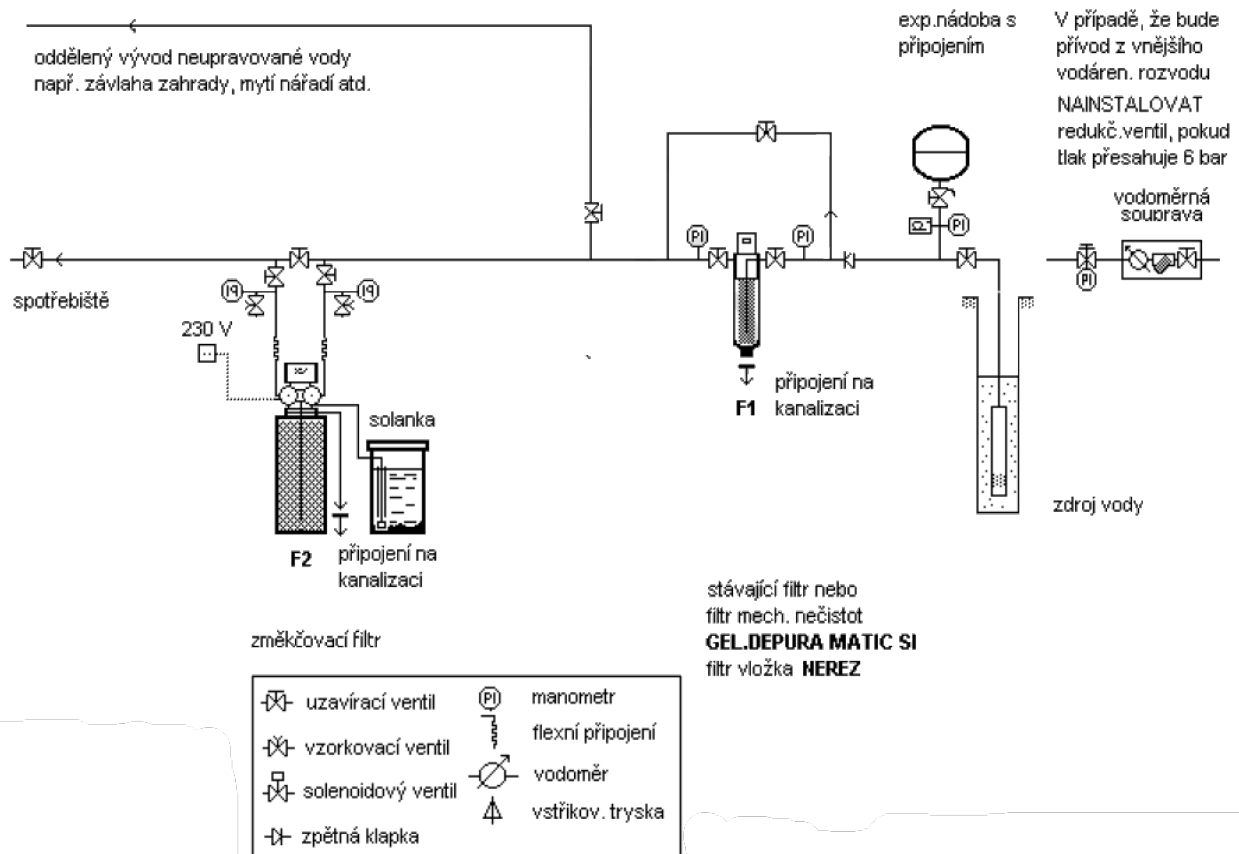 oddělený vývod neupravované vody
např. závlaha zahrady, mytí nářadí atd.
exp.nádoba s
připojením
V případě, že bude
přívod z vnějšího
vodáren. rozvodu
NAINSTALOVAT
redukč.ventil, pokud
tlak přesahuje 6 bar
vodoměrná
souprava
PI
PI
PI
PI
PI
PI
spotřebiště
230 V
solanka
F1
připojení na
kanalizaci
zdroj vody
F2
připojení na
kanalizaci
stávající filtr nebo
filtr mech. nečistot
GEL.DEPURA MATIC SI
filtr vložka NEREZ
změkčovací filtr
uzavírací ventil
PI
manometr
flexní připojení
vzorkovací ventil
vodoměr
solenoidový ventil
vstřikov. tryska
zpětná klapka